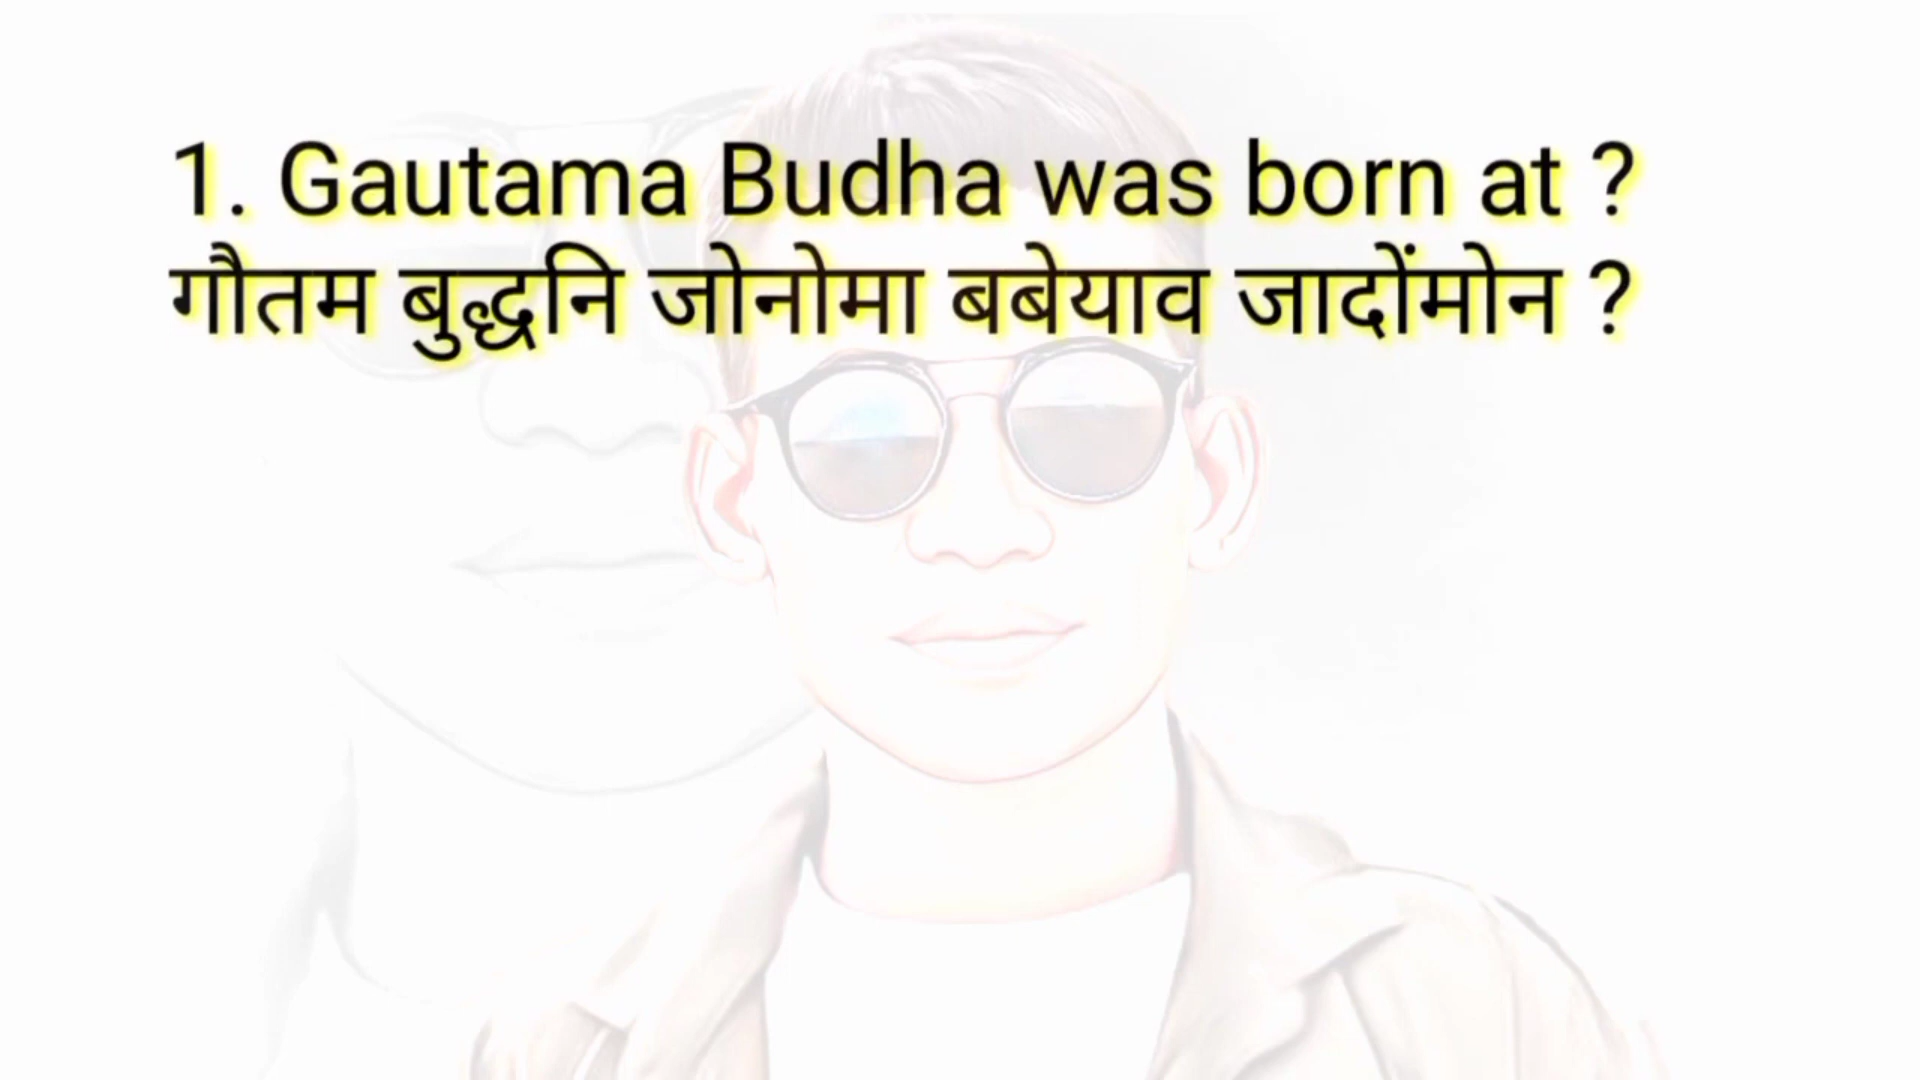 1. Gautama Budha was born at ?
गौतम बुद्धनि जोनोमा बबेयाव जादोंमोन ?